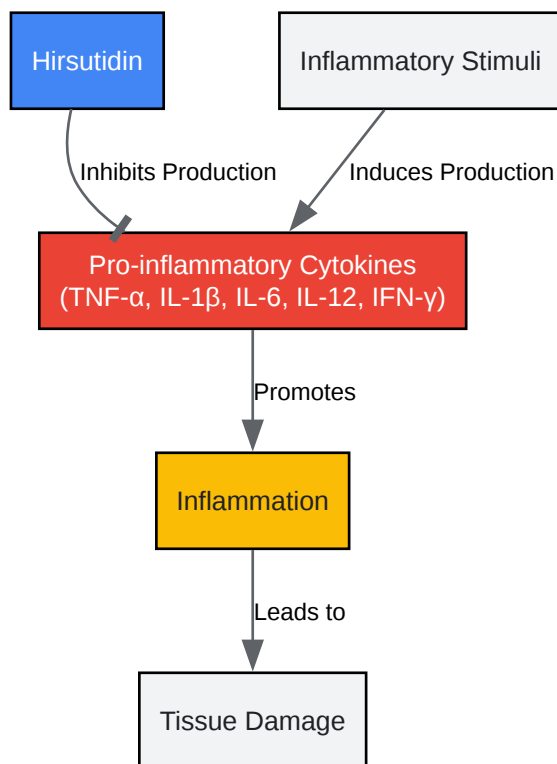 Hirsutidin
Inflammatory Stimuli
Inhibits Production
Induces Production
Pro-inflammatory Cytokines
(TNF-α, IL-1β, IL-6, IL-12, IFN-γ)
Promotes
Inflammation
Leads to
Tissue Damage